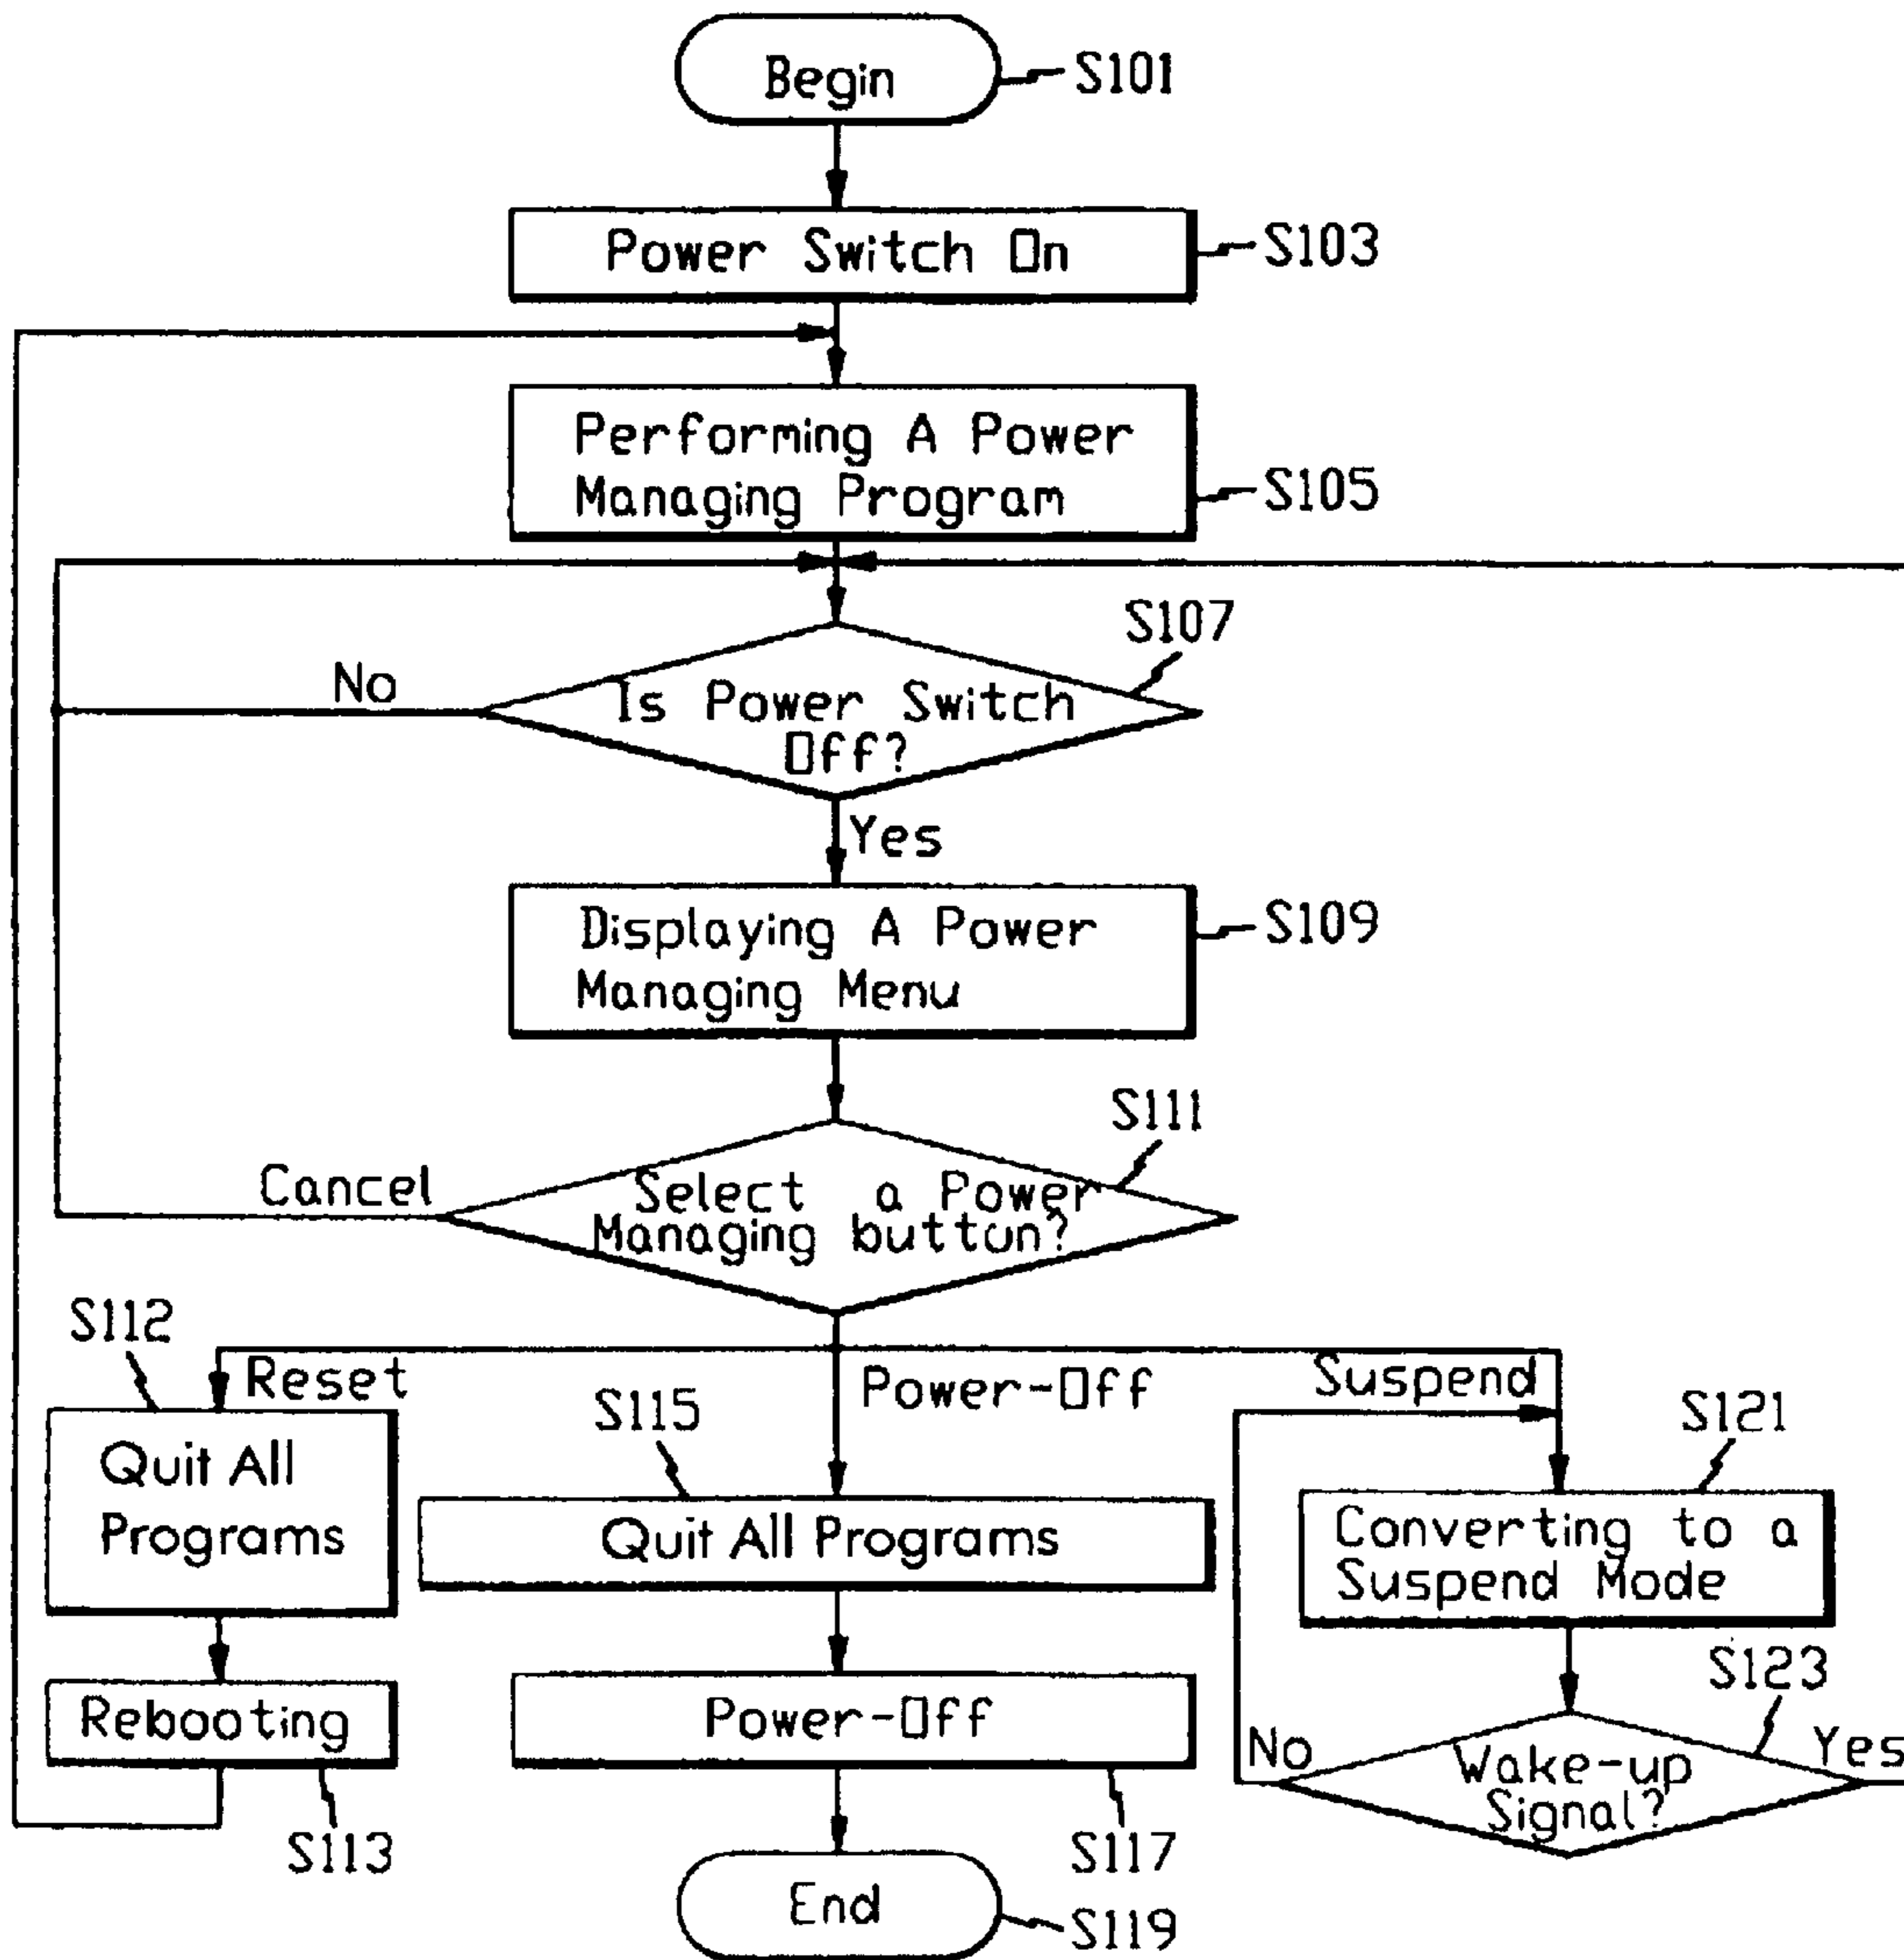 Begin
S101
Power Switch On
S103
Performing A Power
Managing Program
S105
S107
No
Is Power Switch
Off?
Yes
Displaying A Power
Managing Menu
S109
S111
Cancel
Select a Power
Managing button?
S112
Reset
Power-Off
Suspend
S115
S121
Quit All
Programs
Quit All Programs
Converting to a
Suspend Mode
S123
Rebooting
Power-Off
No
Wake-up
Signal?
Yes
S113
S117
End
S119